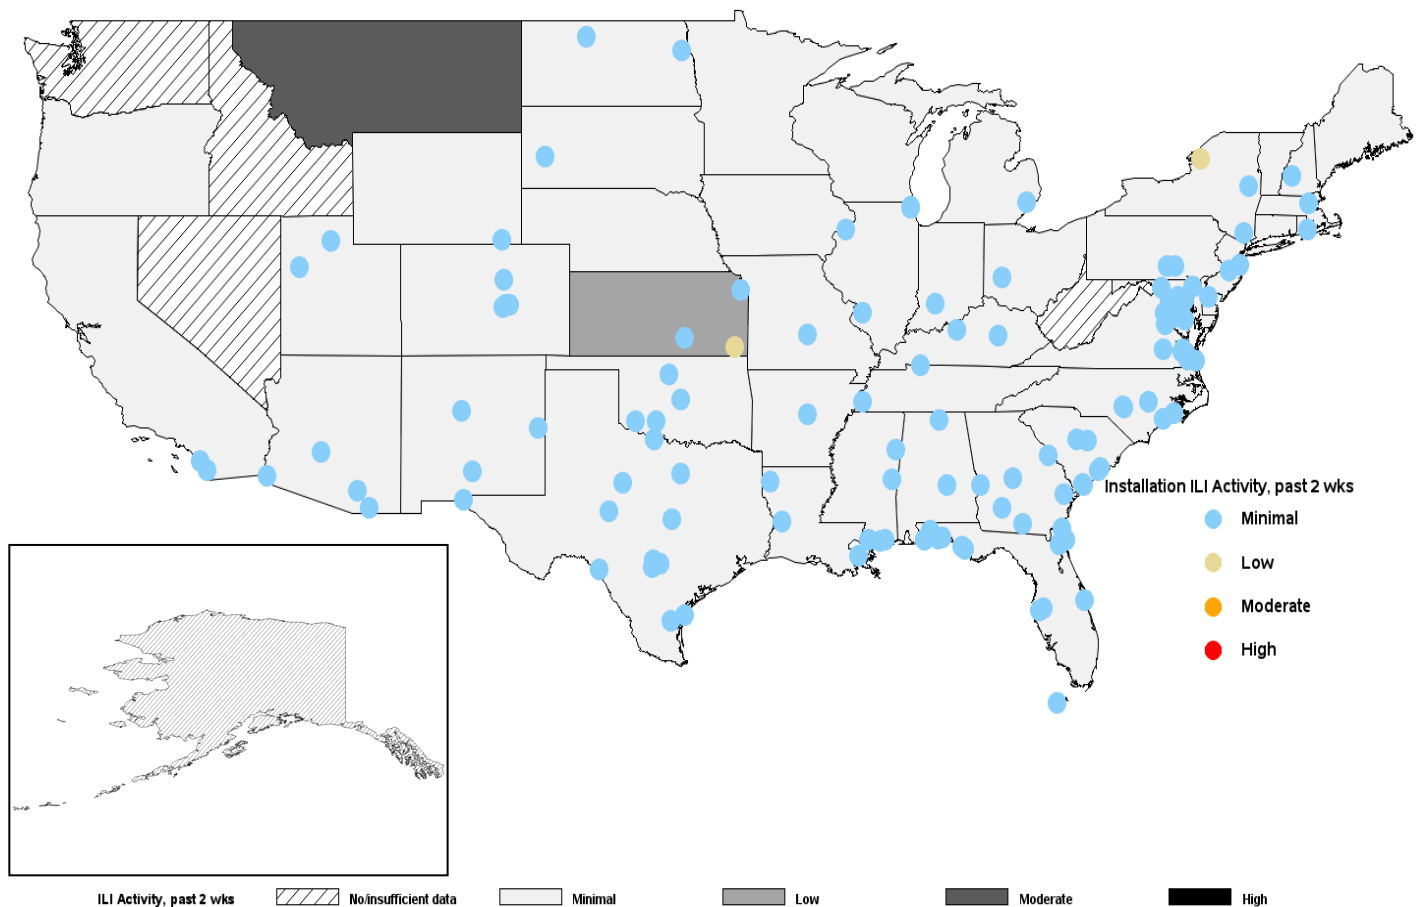 Installation ILI Activity, past 2 wks
Minimal
Low
Moderate
High
ILI Activity, past 2 wks No/insufficient data Minimal Low Moderate High